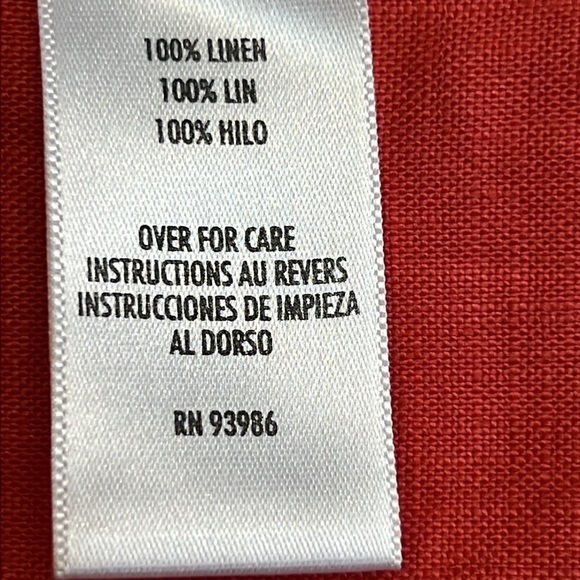 100% LINEN
100% LIN
100% HILO
OVER FOR CARE
INSTRUCTIONS AU REVERS
INSTRUCCIONES DE IMPIEZA
AL DORSO
RN 93986